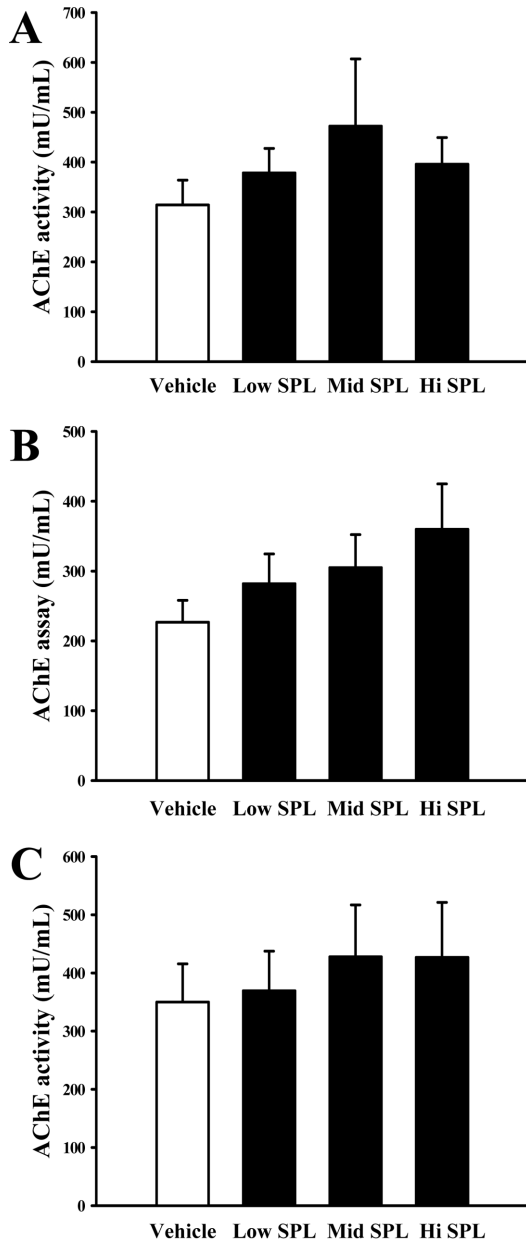 A
AChE activity (mU/mL)
700
600
500
400
300
200
100
0
Vehicle Low SPL Mid SPL Hi SPL
B
AChE assay (mU/mL)
500
400
300
200
100
0
Vehicle Low SPL Mid SPL Hi SPL
C
AChE activity (mU/mL)
600
500
400
300
200
100
0
Vehicle Low SPL Mid SPL Hi SPL